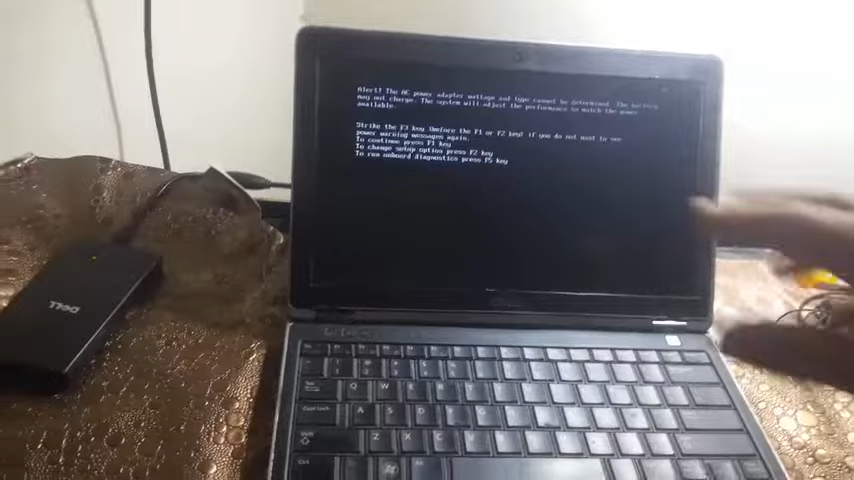 Alert! The AC power adapter wattage and type cannot be determined. The battery
may not charge. The system will adjust the performance to match the power
available.
Strike the F3 key (before the F1 or F2 key) if you do not want to see
power warning messages again.
To continue press F1 key
To change setup option press F2 key
To run onboard diagnostics press F5 key
DELL
Q W E R T Y U I O P
Caps Lock A S D F G H J K L
Z X C V B N M
Ctrl